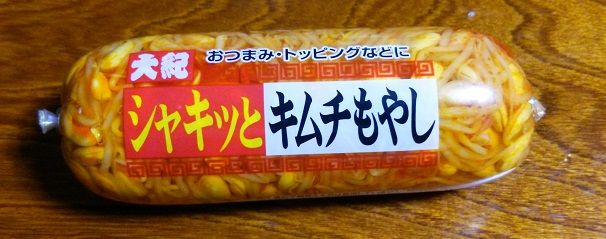 大紀
おつまみ・トッピングなどに
シャキッとキムチもやし